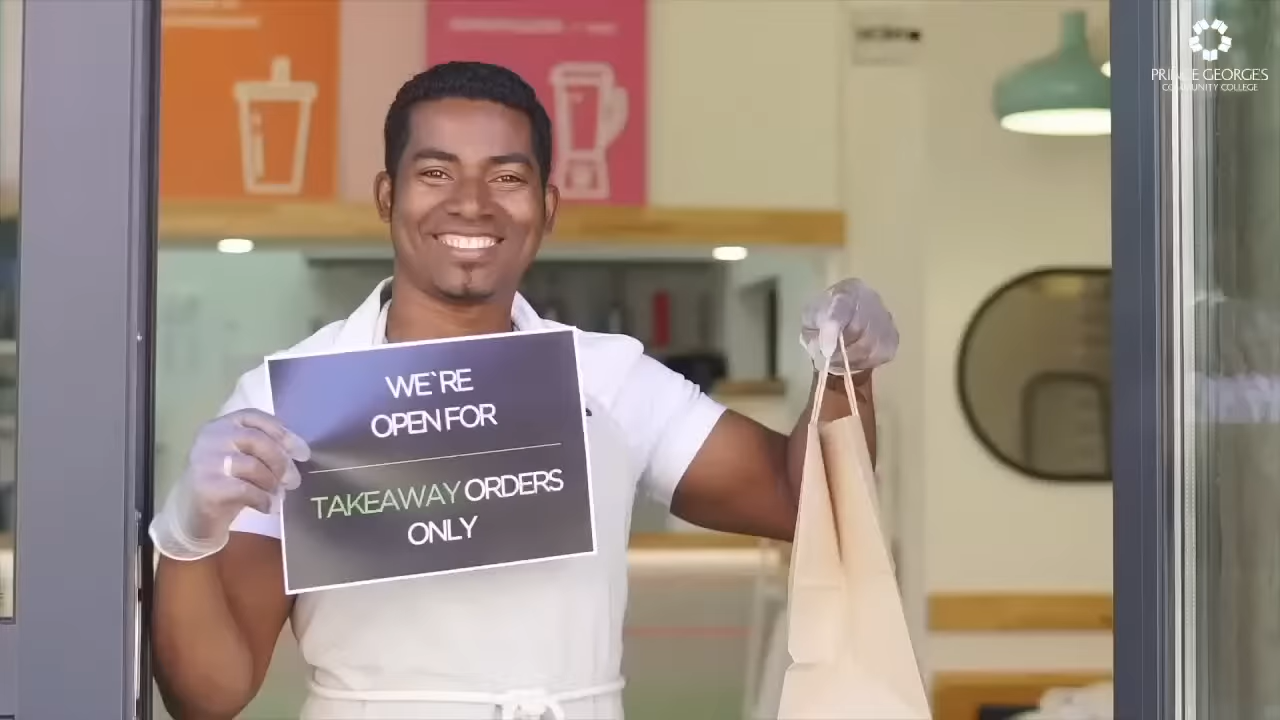 PRINCE GEORGES
COMMUNITY COLLEGE
WE`RE
OPEN FOR
TAKEAWAY ORDERS
ONLY